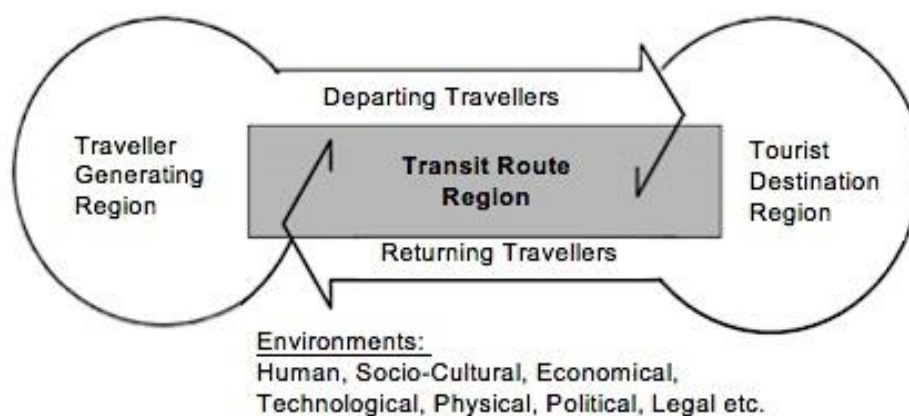 Departing Travellers
Traveller
Generating
Region
Transit Route
Region
Tourist
Destination
Region
Returning Travellers
Environments:
Human, Socio-Cultural, Economical,
Technological, Physical, Political, Legal etc.